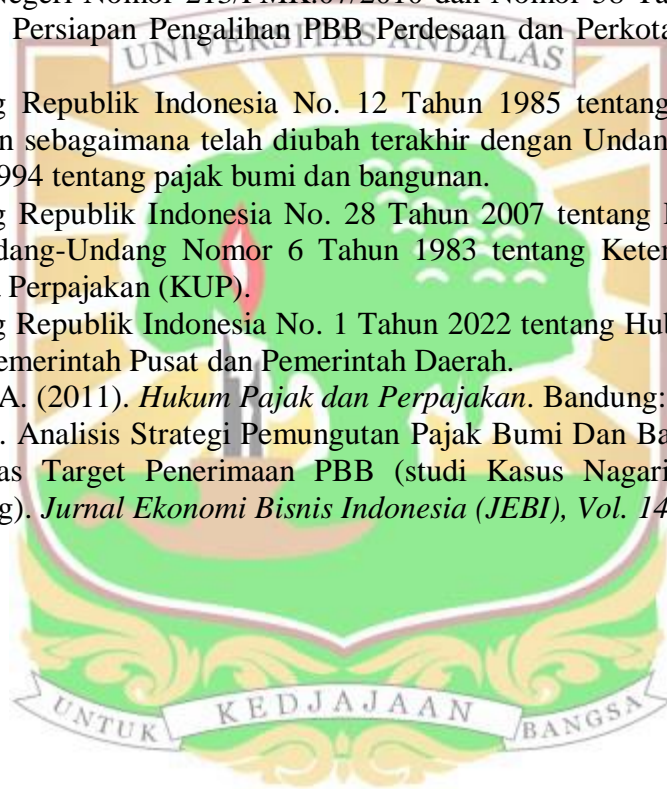 Negeri Nomor 213/PMK.07/2010 dan Nomor 58 Tahu
Persiapan Pengalihan PBB Perdesaan dan Perkota
UNIVERSITAS ANDALAS
g Republik Indonesia No. 12 Tahun 1985 tentang
n sebagaimana telah diubah terakhir dengan Undan
994 tentang pajak bumi dan bangunan.
g Republik Indonesia No. 28 Tahun 2007 tentang
dang-Undang Nomor 6 Tahun 1983 tentang Keter
Perpajakan (KUP).
g Republik Indonesia No. 1 Tahun 2022 tentang Hub
emerintah Pusat dan Pemerintah Daerah.
A. (2011). Hukum Pajak dan Perpajakan. Bandung:
. Analisis Strategi Pemungutan Pajak Bumi Dan Ba
as Target Penerimaan PBB (studi Kasus Nagari
g). Jurnal Ekonomi Bisnis Indonesia (JEBI), Vol. 14
UNTUK KEDJAJAAN BANGSA